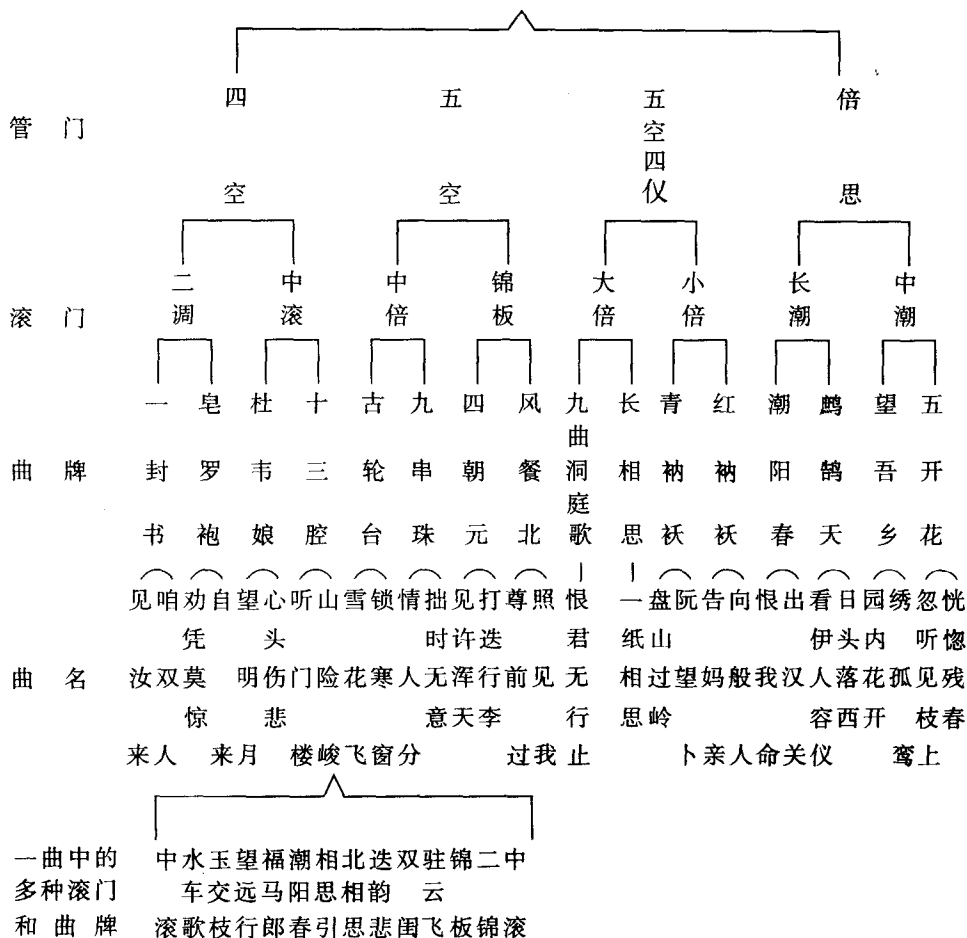 管门
四空
五空
五空四仪
倍思
滚门
二调
中滚
中倍
锦板
大倍
小倍
长潮
中潮
曲牌
一封书
皂罗袍
杜韦娘
十三腔
古轮台
九串珠
四朝元
风餐北
九曲洞庭歌
长相思
青衲袄
红衲袄
潮阳春
鹧鸪天
望吾乡
五开花
曲名
见汝来
咱双人
劝凭莫惊
自来
望明月
心头伤悲
听门楼
山险峻
雪花飞
锁寒窗
情人分
拙时无意
见许浑天
打迭行李
尊前过
照见我
恨君无行止
一纸相思
盘山过岭
阮望卜
告妈亲
向般人
恨我命
出汉关
看伊人容仪
日头落西
园内花开
绣孤鸾
忽听见枝上
恍惚残春
一曲中的
多种滚门
和曲牌
中滚
水车歌
玉交枝
望远行
福马郎
潮阳春
相思引
北相思
迭韵悲
双闺
驻云飞
锦板
二锦
中滚